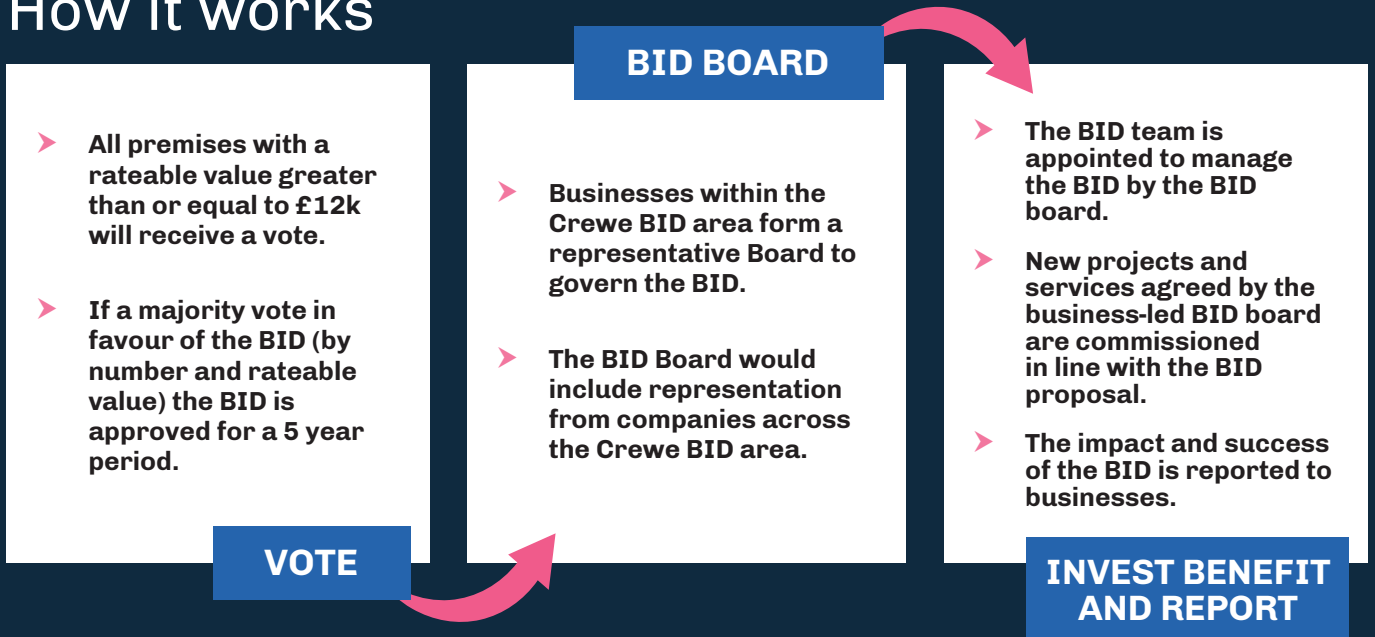 How it works
All premises with a
rateable value greater
than or equal to £12k
will receive a vote.
If a majority vote in
favour of the BID (by
number and rateable
value) the BID is
approved for a 5 year
period.
VOTE
BID BOARD
Businesses within the
Crewe BID area form a
representative Board to
govern the BID.
The BID Board would
include representation
from companies across
the Crewe BID area.
The BID team is
appointed to manage
the BID by the BID
board.
New projects and
services agreed by the
business-led BID board
are commissioned
in line with the BID
proposal.
The impact and success
of the BID is reported to
businesses.
INVEST BENEFIT
AND REPORT